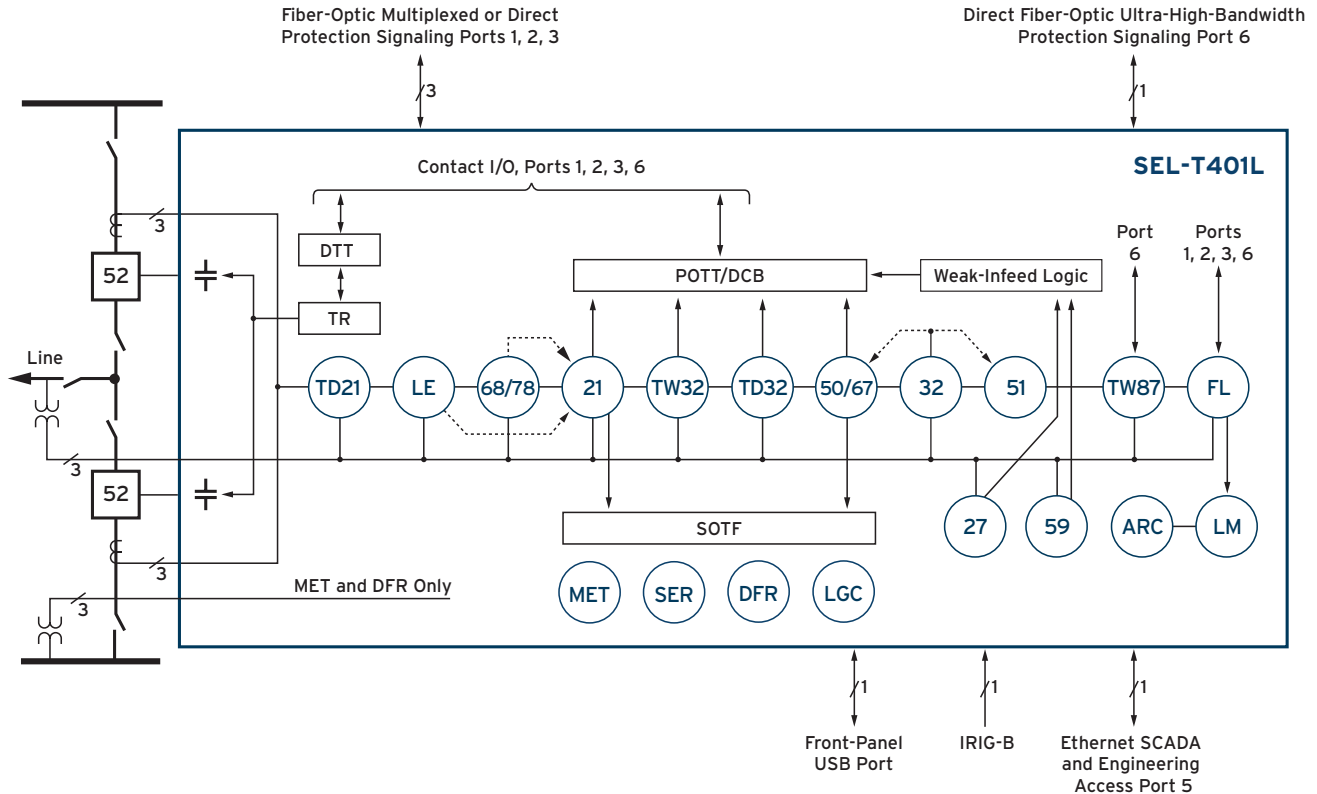 Fiber-Optic Multiplexed or Direct
Protection Signaling Ports 1, 2, 3
Direct Fiber-Optic Ultra-High-Bandwidth
Protection Signaling Port 6
3
1
SEL-T401L
Contact I/O, Ports 1, 2, 3, 6
3
52
DTT
TR
POTT/DCB
Weak-Infeed Logic
Port
6
Ports
1, 2, 3, 6
Line
TD21
LE
68/78
21
TW32
TD32
50/67
32
51
TW87
FL
3
52
SOTF
27
59
ARC
LM
3
MET and DFR Only
3
MET
SER
DFR
LGC
1
1
1
Front-Panel
USB Port
IRIG-B
Ethernet SCADA
and Engineering
Access Port 5